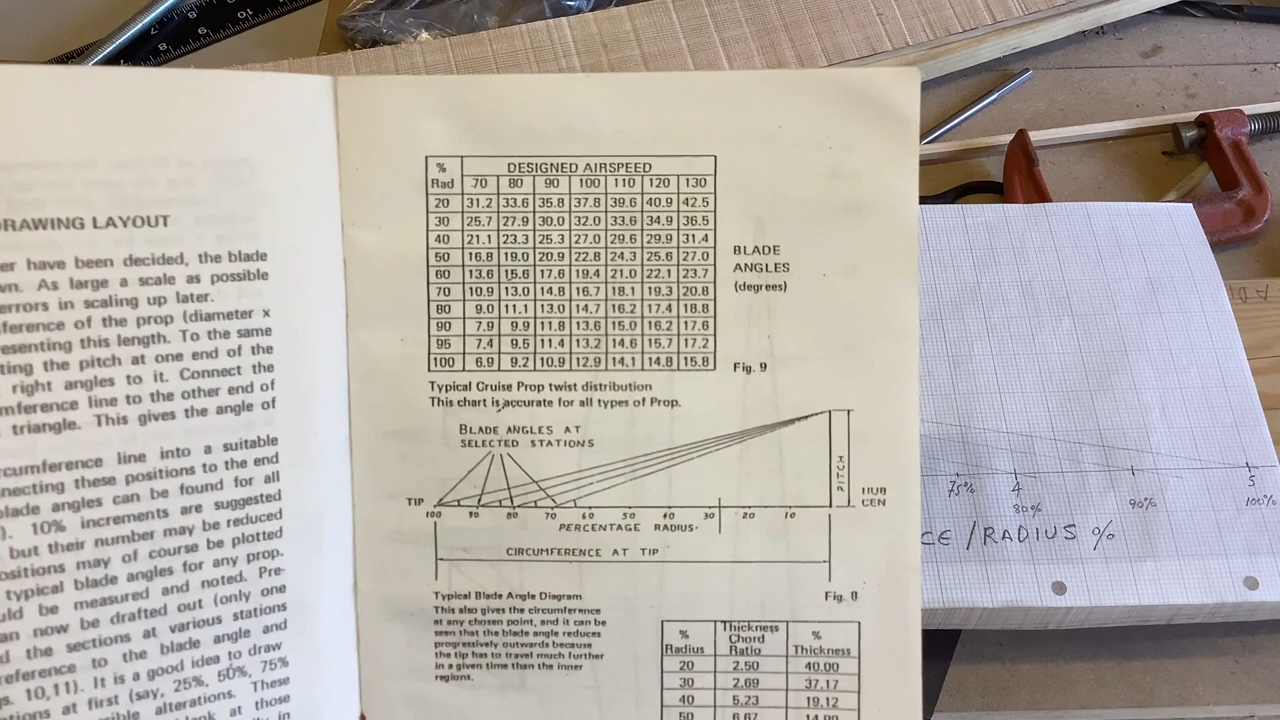 DRAWING LAYOUT
er have been decided, the blade
wn. As large a scale as possible
errors in scaling up later.
ference of the prop (diameter x
resenting this length. To the same
ting the pitch at one end of the
right angles to it. Connect the
mference line to the other end of
triangle. This gives the angle of
rcumference line into a suitable
nnecting these positions to the end
blade angles can be found for all
). 10% increments are suggested
but their number may be reduced
ositions may of course be plotted
typical blade angles for any prop.
ould be measured and noted. Pre-
an now be drafted out (only one
d the sections at various stations
reference to the blade angle and
gs. 10,11). It is a good idea to draw
tions at first (say, 25%, 50%, 75%
ssible alterations. These
at those
in
% Rad DESIGNED AIRSPEED
70 80 90 100 110 120 130
20 31.2 33.6 35.8 37.8 39.6 40.9 42.5
30 25.7 27.9 30.0 32.0 33.6 34.9 36.5
40 21.1 23.3 25.3 27.0 29.6 29.9 31.4
50 16.8 19.0 20.9 22.8 24.3 25.6 27.0
60 13.6 15.6 17.6 19.4 21.0 22.1 23.7
70 10.9 13.0 14.8 16.7 18.1 19.3 20.8
80 9.0 11.1 13.0 14.7 16.2 17.4 18.8
90 7.9 9.9 11.8 13.6 15.0 16.2 17.6
95 7.4 9.5 11.4 13.2 14.6 15.7 17.2
100 6.9 9.2 10.9 12.9 14.1 14.8 15.8
BLADE
ANGLES
(degrees)
Fig. 9
Typical Cruise Prop twist distribution
This chart is accurate for all types of Prop.
BLADE ANGLES AT
SELECTED STATIONS
PITCH
TIP
HUB
CEN
100 90 80 70 60 50 40 30 20 10
PERCENTAGE RADIUS
CIRCUMFERENCE AT TIP
Fig. 8
Typical Blade Angle Diagram
This also gives the circumference
at any chosen point, and it can be
seen that the blade angle reduces
progressively outwards because
the tip has to travel much further
in a given time than the inner
regions.
% Radius Thickness Chord Ratio % Thickness
20 2.50 40.00
30 2.69 37.17
40 5.23 19.12
50 6.67
75% 4 5
80% 90% 100%
CE/RADIUS %